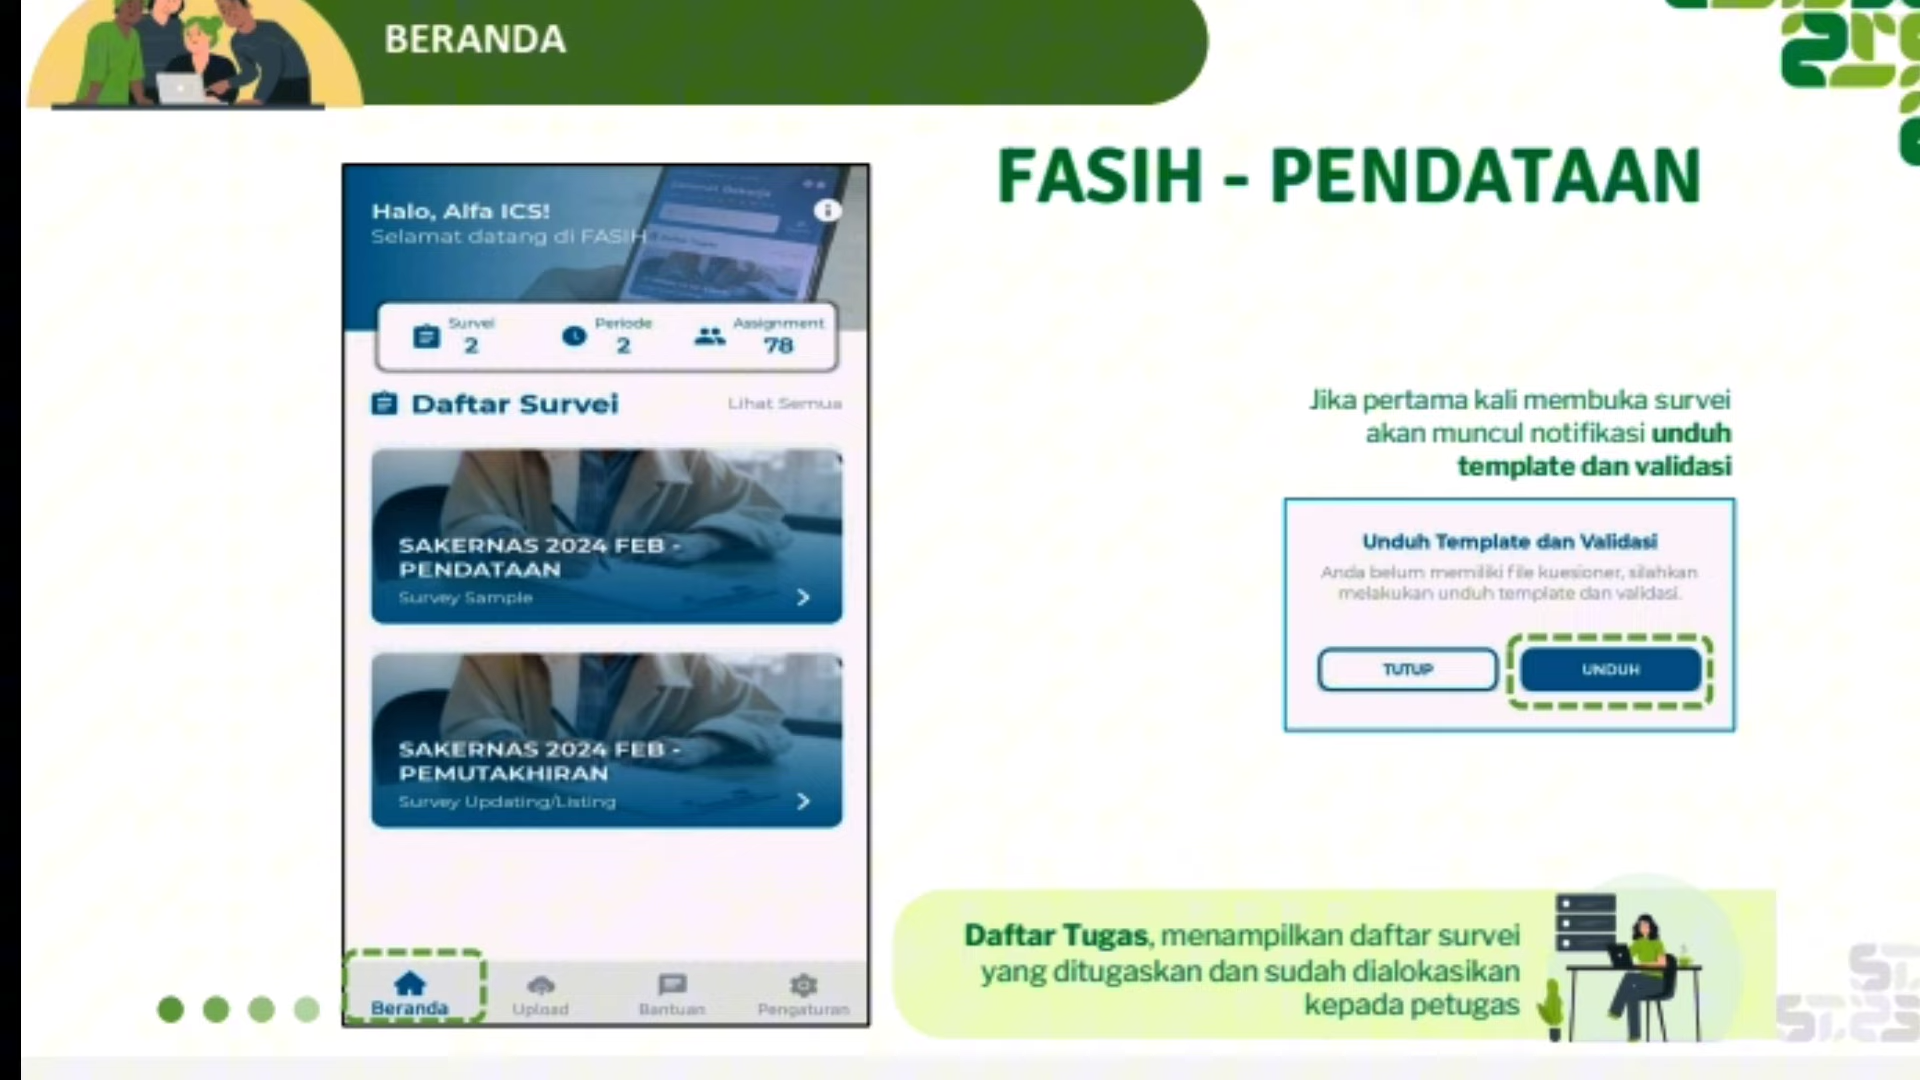 BERANDA
FASIH - PENDATAAN
Halo, Alfa ICS!
Selamat datang di FASIH
Survei
2
Periode
2
Assignment
78
Daftar Survei
Lihat Semua
SAKERNAS 2024 FEB -
PENDATAAN
Survey Sample
SAKERNAS 2024 FEB -
PEMUTAKHIRAN
Survey Updating/Listing
Beranda
Upload
Bantuan
Pengaturan
Jika pertama kali membuka survei
akan muncul notifikasi unduh
template dan validasi
Unduh Template dan Validasi
Anda belum memiliki file kuesioner, silahkan
melakukan unduh template dan validasi.
TUTUP
UNDUH
Daftar Tugas, menampilkan daftar survei
yang ditugaskan dan sudah dialokasikan
kepada petugas